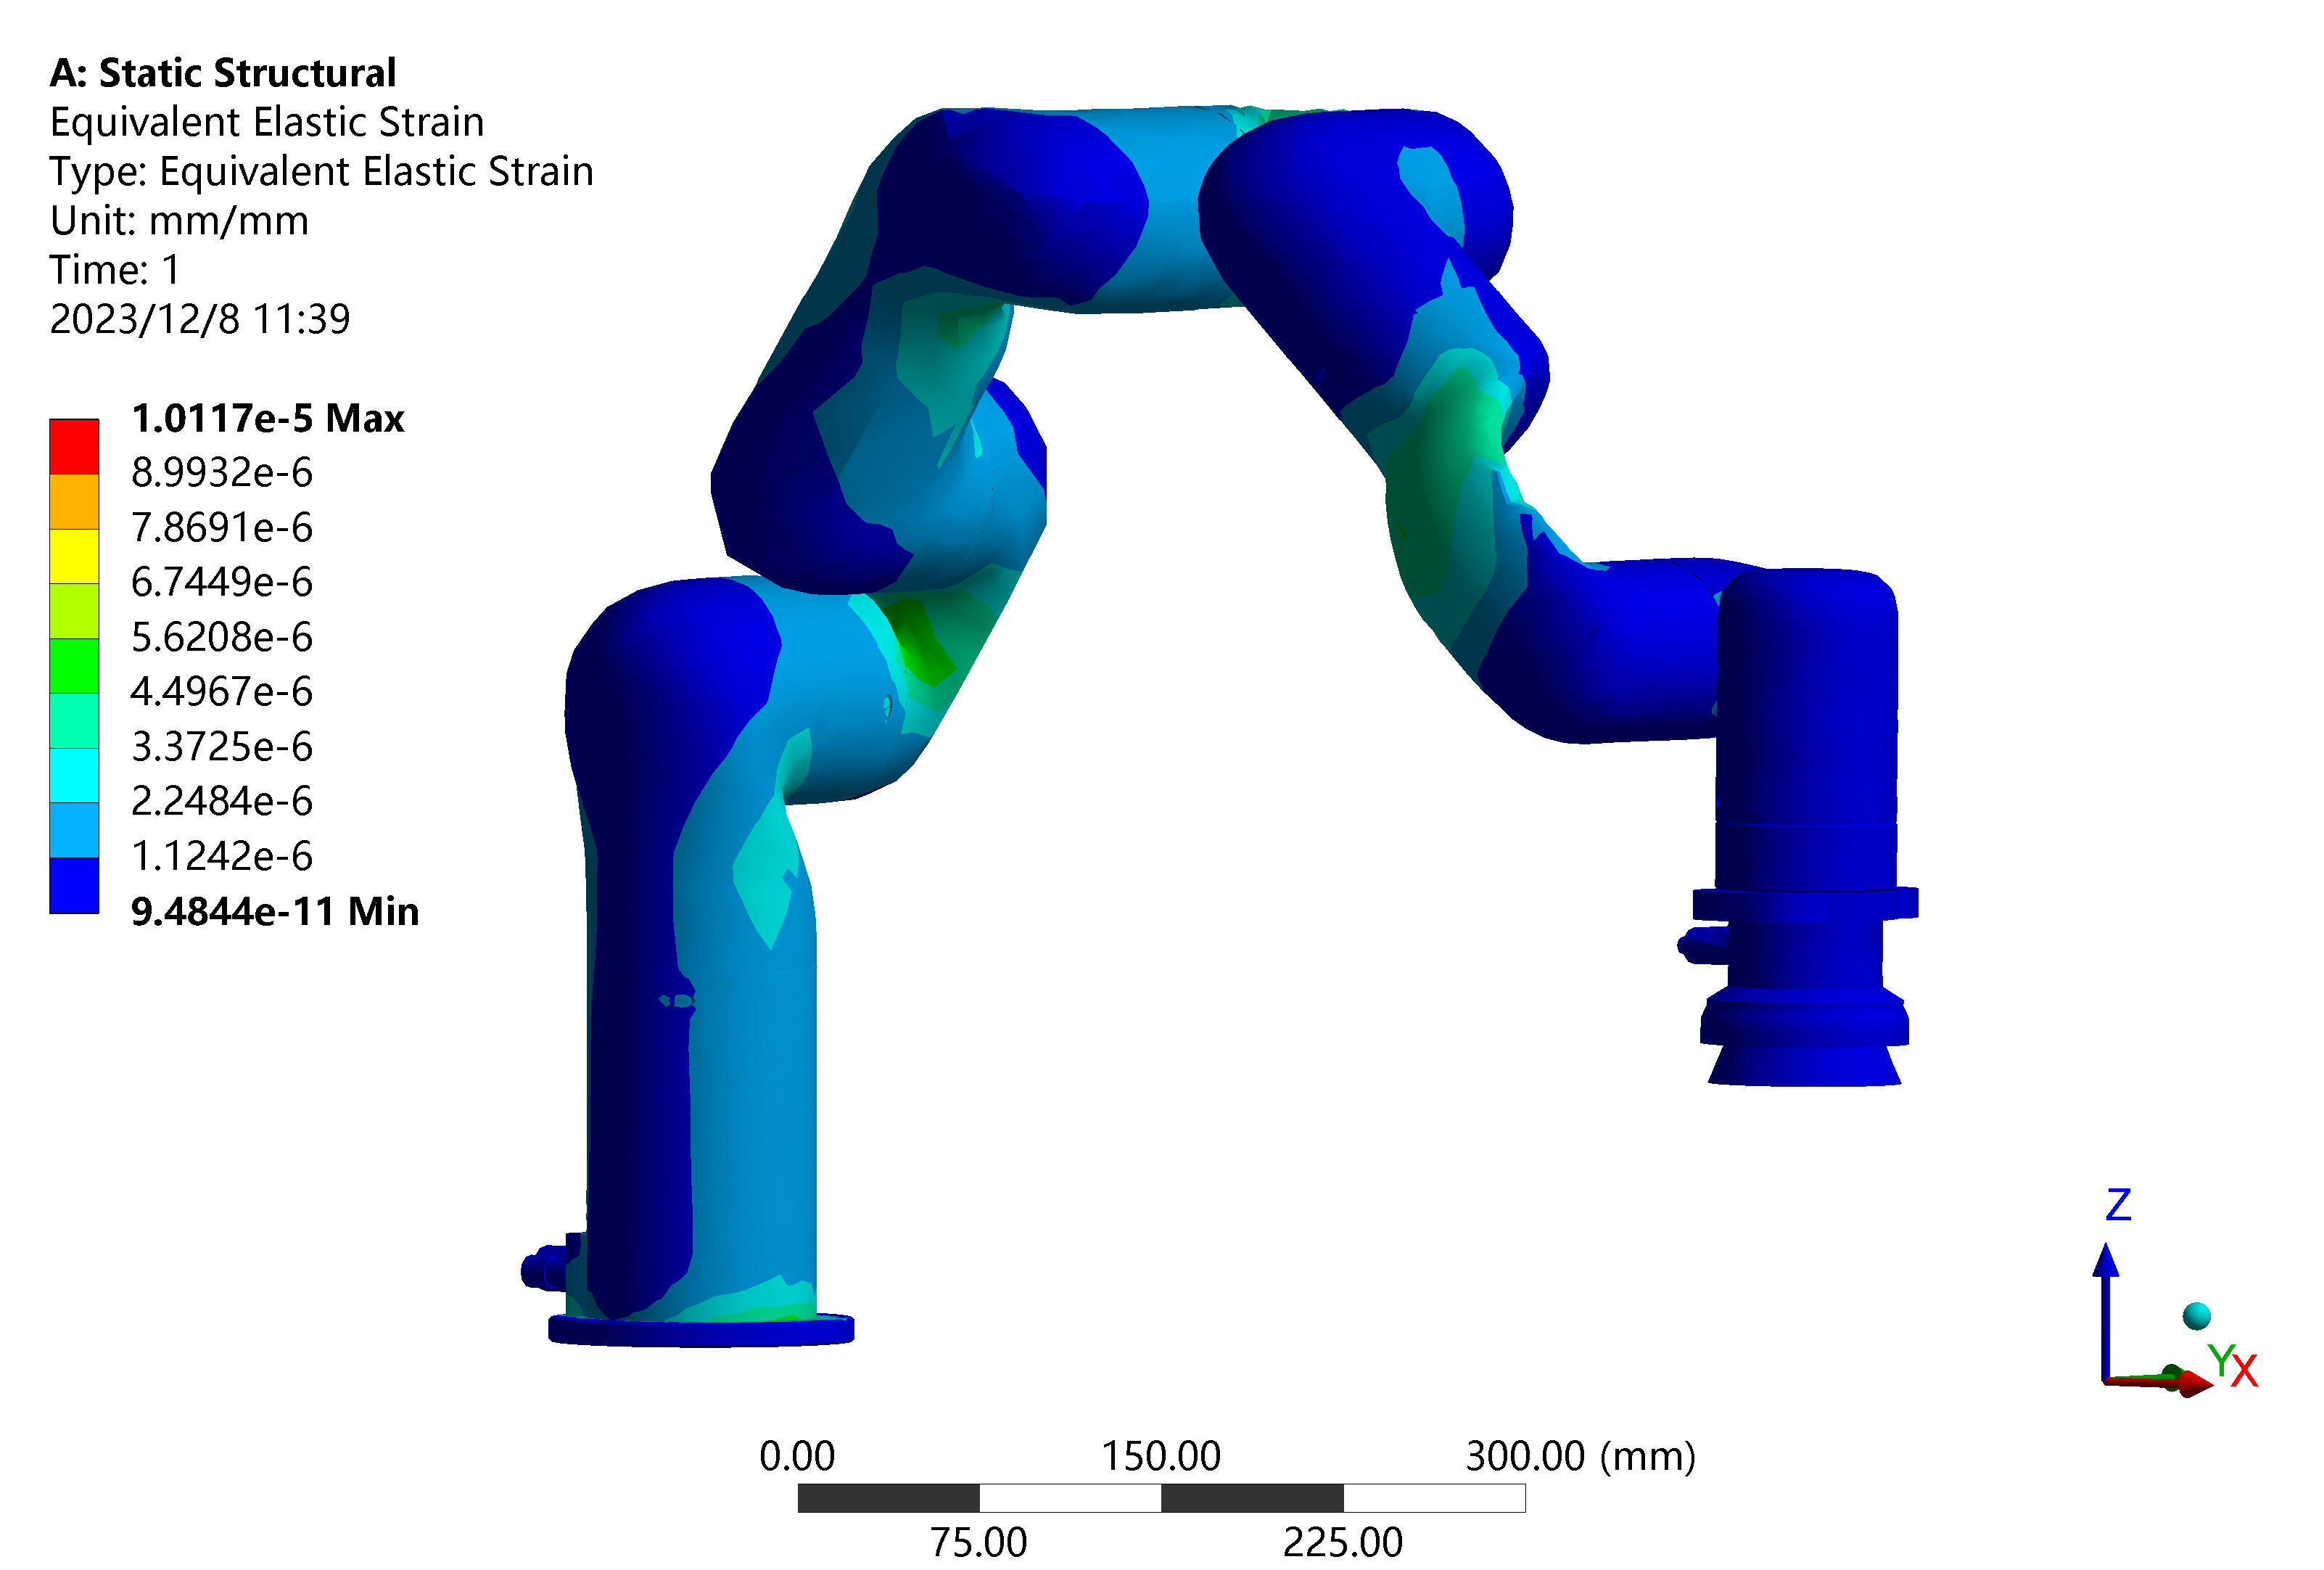 A: Static Structural
Equivalent Elastic Strain
Type: Equivalent Elastic Strain
Unit: mm/mm
Time: 1
2023/12/8 11:39
1.0117e-5 Max
8.9932e-6
7.8691e-6
6.7449e-6
5.6208e-6
4.4967e-6
3.3725e-6
2.2484e-6
1.1242e-6
9.4844e-11 Min
Z
Y
X
0.00 150.00 300.00 (mm)
75.00 225.00